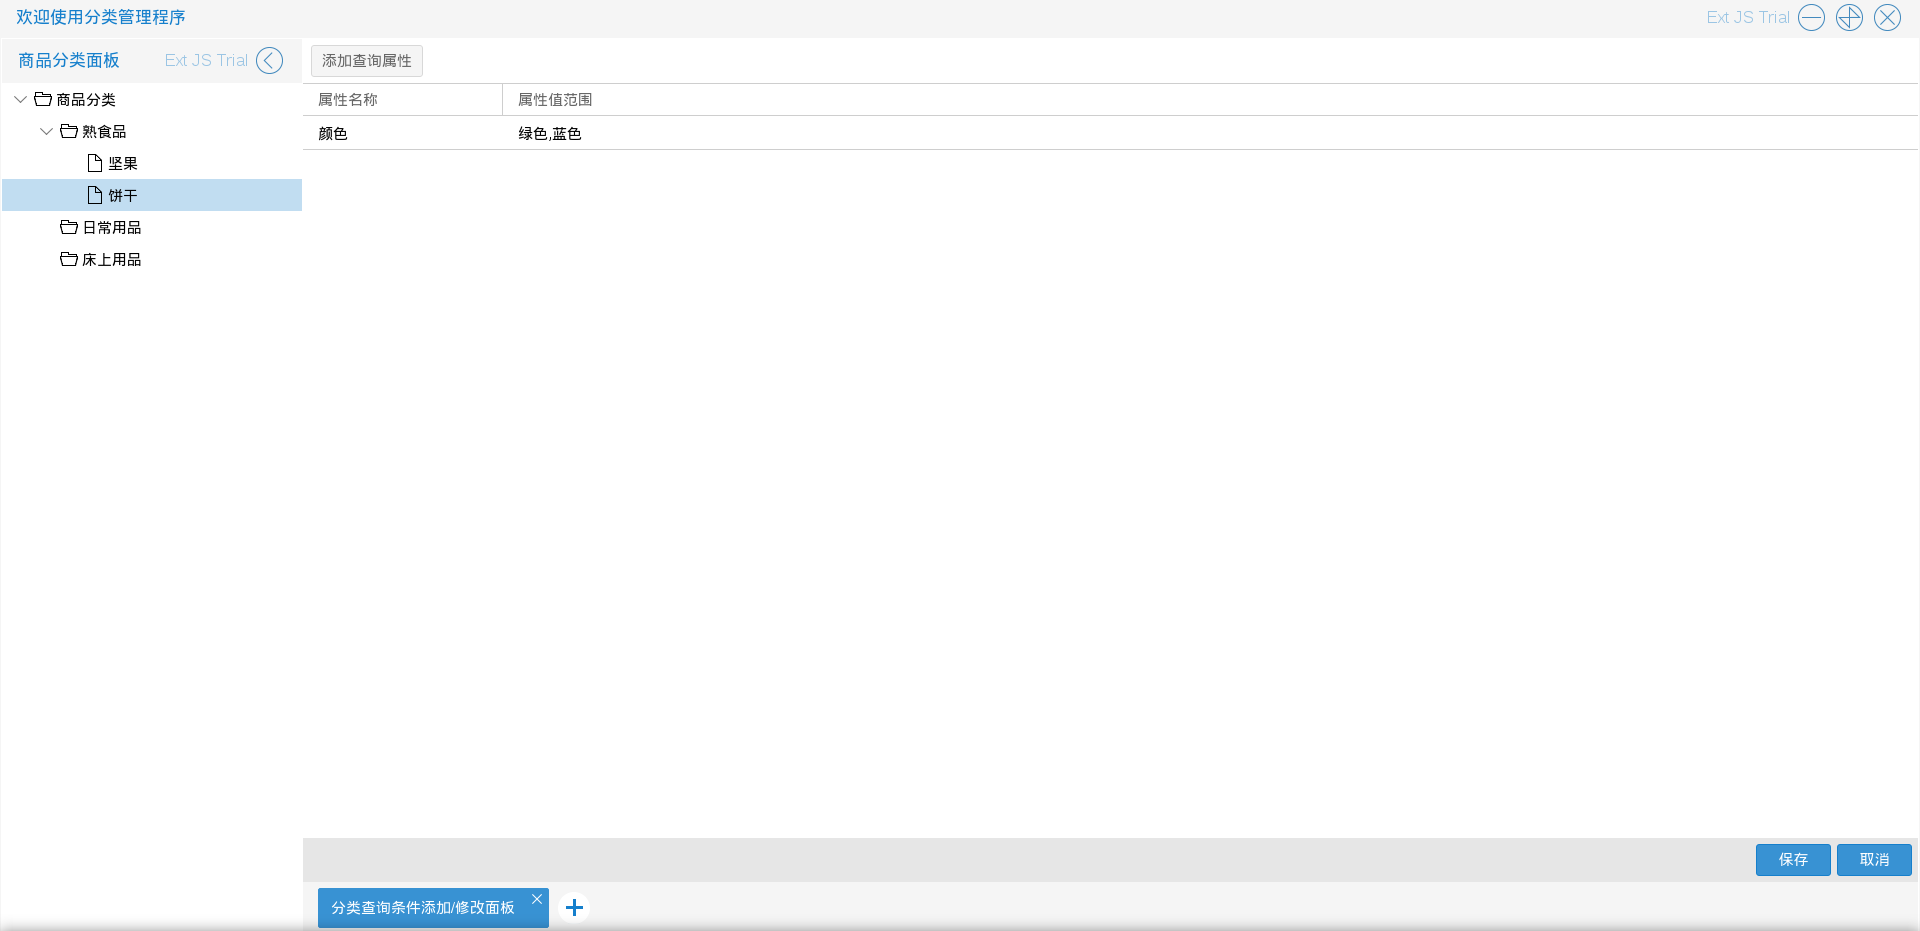 欢迎使用分类管理程序
Ext JS Trial
商品分类面板
Ext JS Trial
添加查询属性
商品分类
属性名称
属性值范围
熟食品
颜色
绿色,蓝色
坚果
饼干
日常用品
床上用品
保存
取消
分类查询条件添加/修改面板